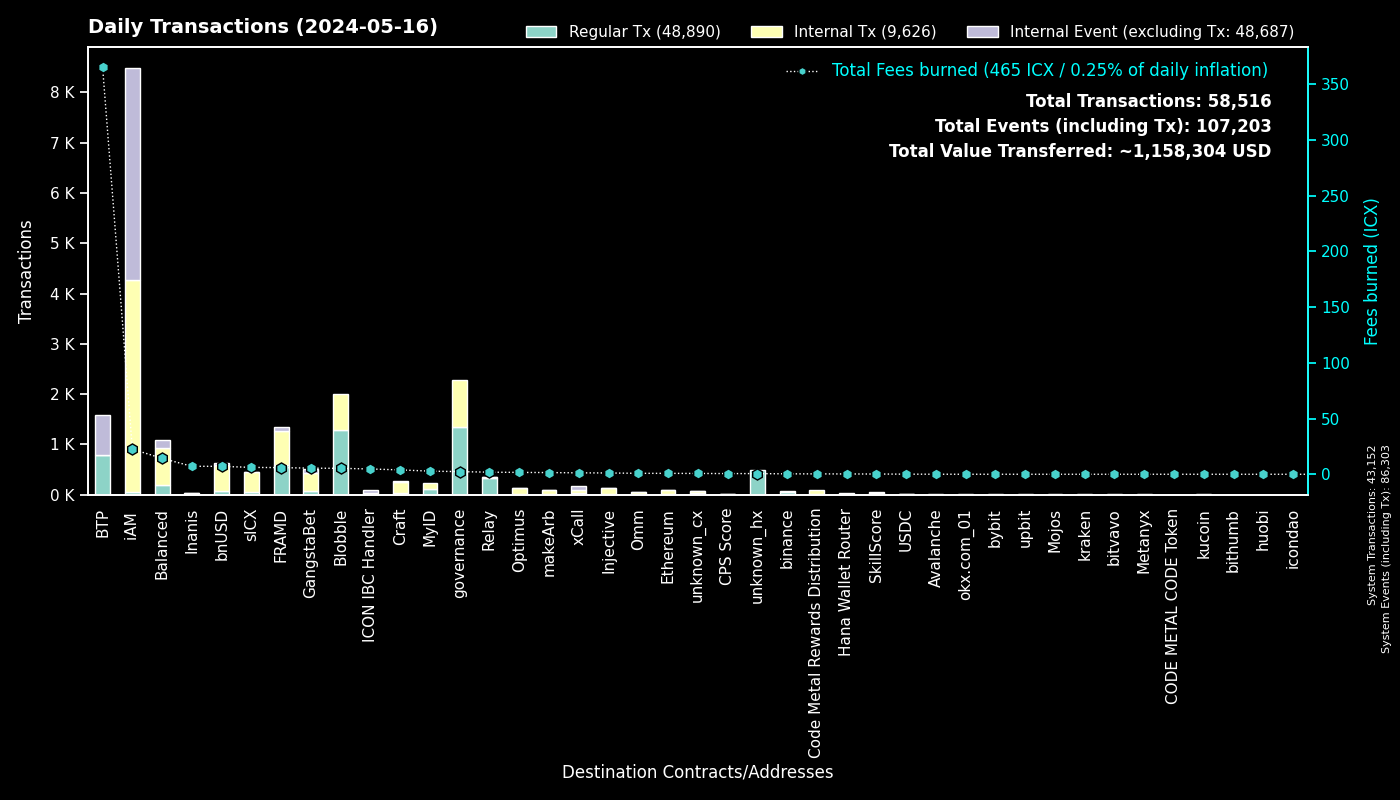 Daily Transactions (2024-05-16)
Regular Tx (48,890)
Internal Tx (9,626)
Internal Event (excluding Tx: 48,687)
Total Fees burned (465 ICX / 0.25% of daily inflation)
Total Transactions: 58,516
Total Events (including Tx): 107,203
Total Value Transferred: ~1,158,304 USD
Transactions
8 K
7 K
6 K
5 K
4 K
3 K
2 K
1 K
0 K
350
300
250
200
150
100
50
0
Fees burned (ICX)
System Transactions: 43,152
System Events (including Tx): 86,303
BTP
iAM
Balanced
Inanis
bnUSD
sICX
FRAMD
GangstaBet
Blobble
ICON IBC Handler
Craft
MyID
governance
Relay
Optimus
makeArb
xCall
Injective
Omm
Ethereum
unknown_cx
CPS Score
unknown_hx
binance
Code Metal Rewards Distribution
Hana Wallet Router
SkillScore
USDC
Avalanche
okx.com_01
bybit
upbit
Mojos
kraken
bitvavo
Metanyx
CODE METAL CODE Token
kucoin
bithumb
huobi
icondao
Destination Contracts/Addresses